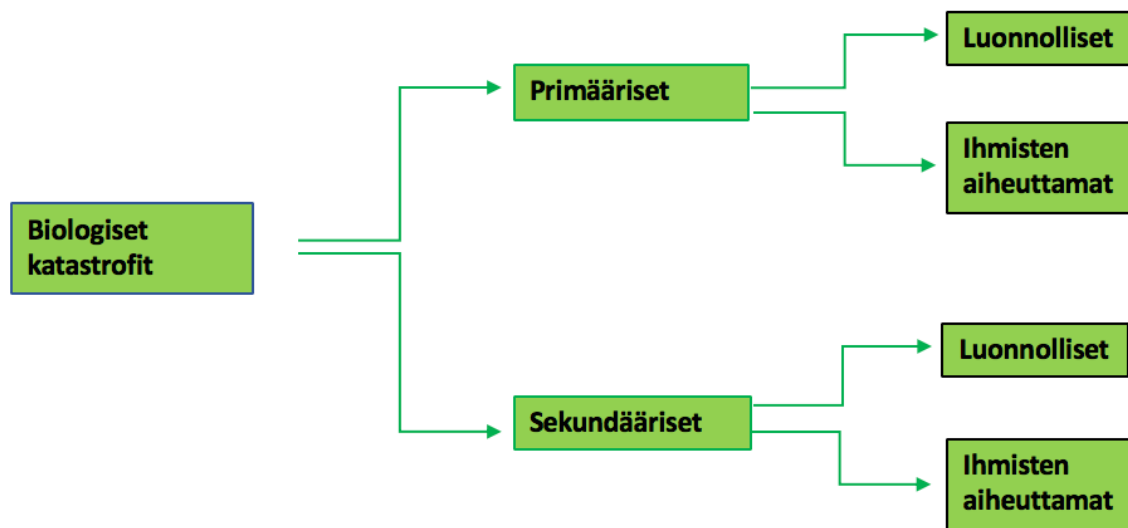 Biologiset
katastrofit
Primääriset
Luonnolliset
Ihmisten
aiheuttamat
Sekundääriset
Luonnolliset
Ihmisten
aiheuttamat